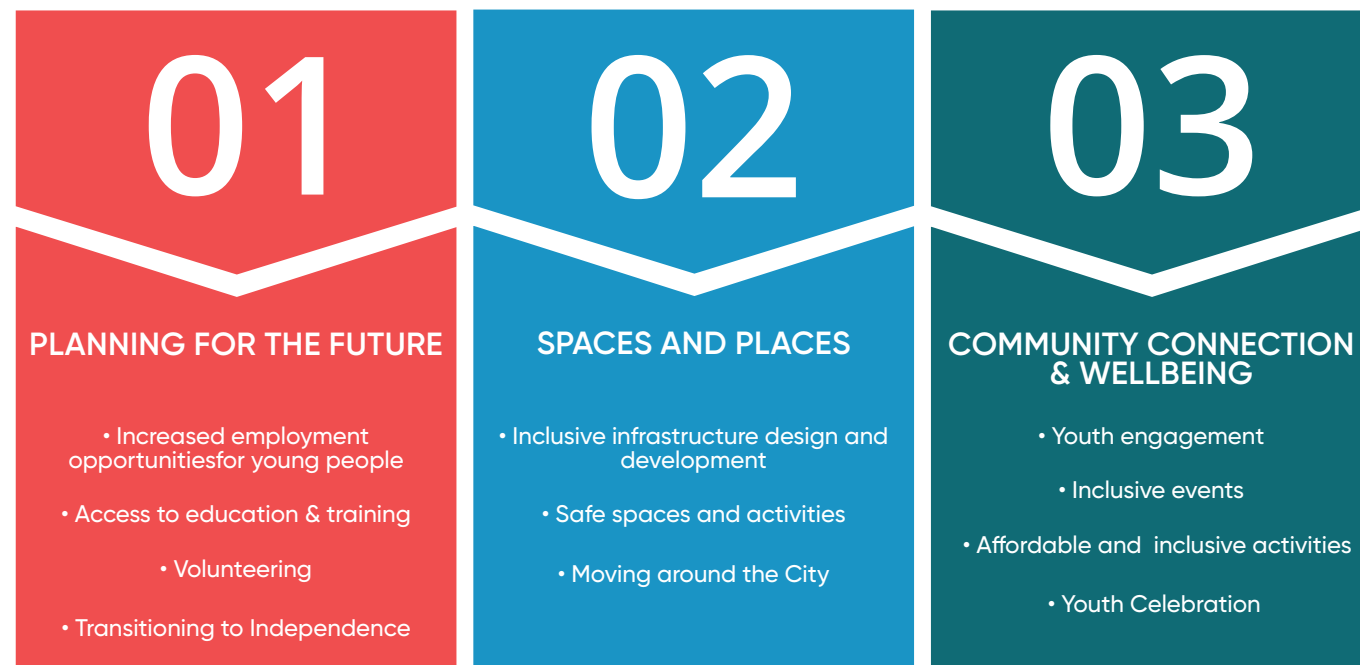 01
PLANNING FOR THE FUTURE
• Increased employment
opportunitiesfor young people
• Access to education & training
• Volunteering
• Transitioning to Independence
02
SPACES AND PLACES
• Inclusive infrastructure design and
development
• Safe spaces and activities
• Moving around the City
03
COMMUNITY CONNECTION
& WELLBEING
• Youth engagement
• Inclusive events
• Affordable and  inclusive activities
• Youth Celebration